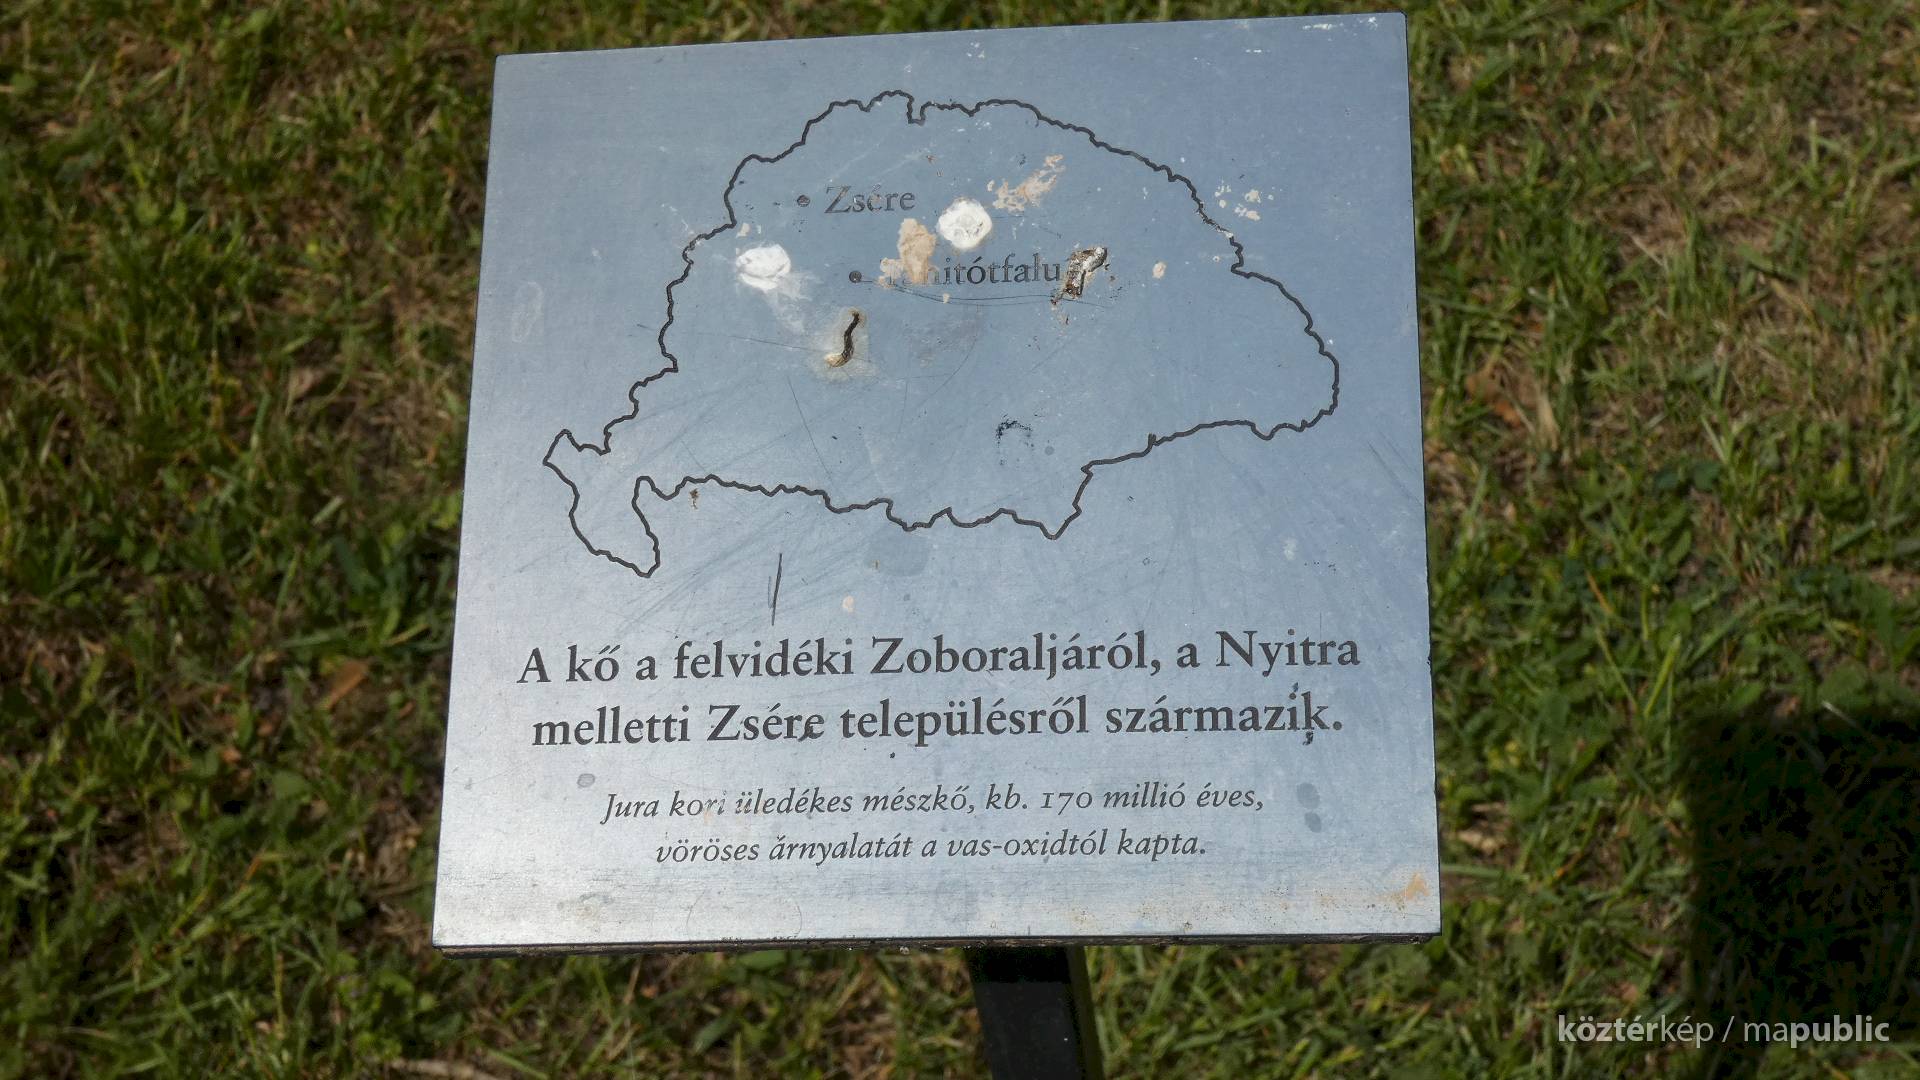 Zsére
Tahitótfalu
A kő a felvidéki Zoboraljáról, a Nyitra
melletti Zsére településről származik.
Jura kori üledékes mészkő, kb. 170 millió éves,
vöröses árnyalatát a vas-oxidtól kapta.
köztérkép / mapublic